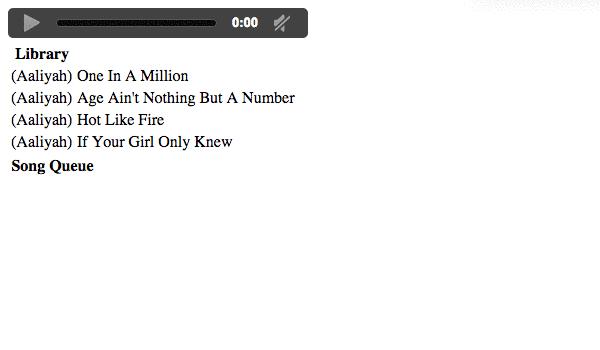 0:00
Library
(Aaliyah) One In A Million
(Aaliyah) Age Ain't Nothing But A Number
(Aaliyah) Hot Like Fire
(Aaliyah) If Your Girl Only Knew
Song Queue